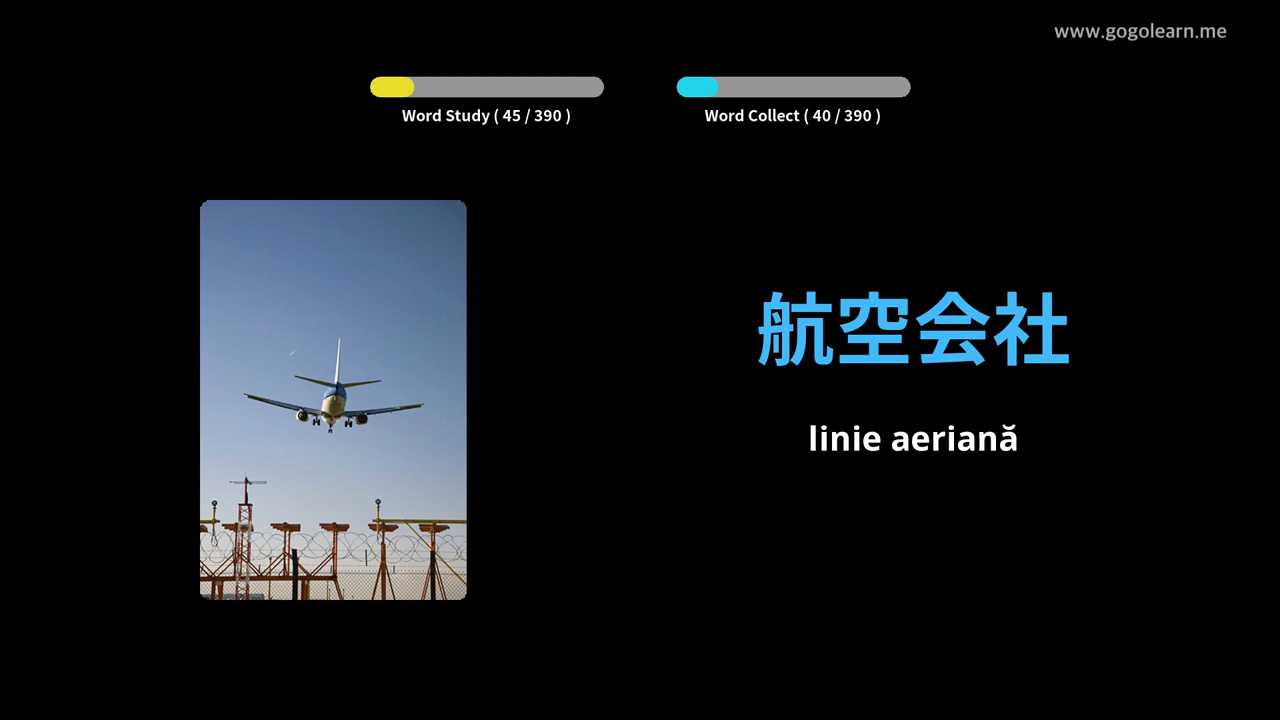 www.gogolearn.me
Word Study ( 45 / 390 )
Word Collect ( 40 / 390 )
航空会社
linie aeriană